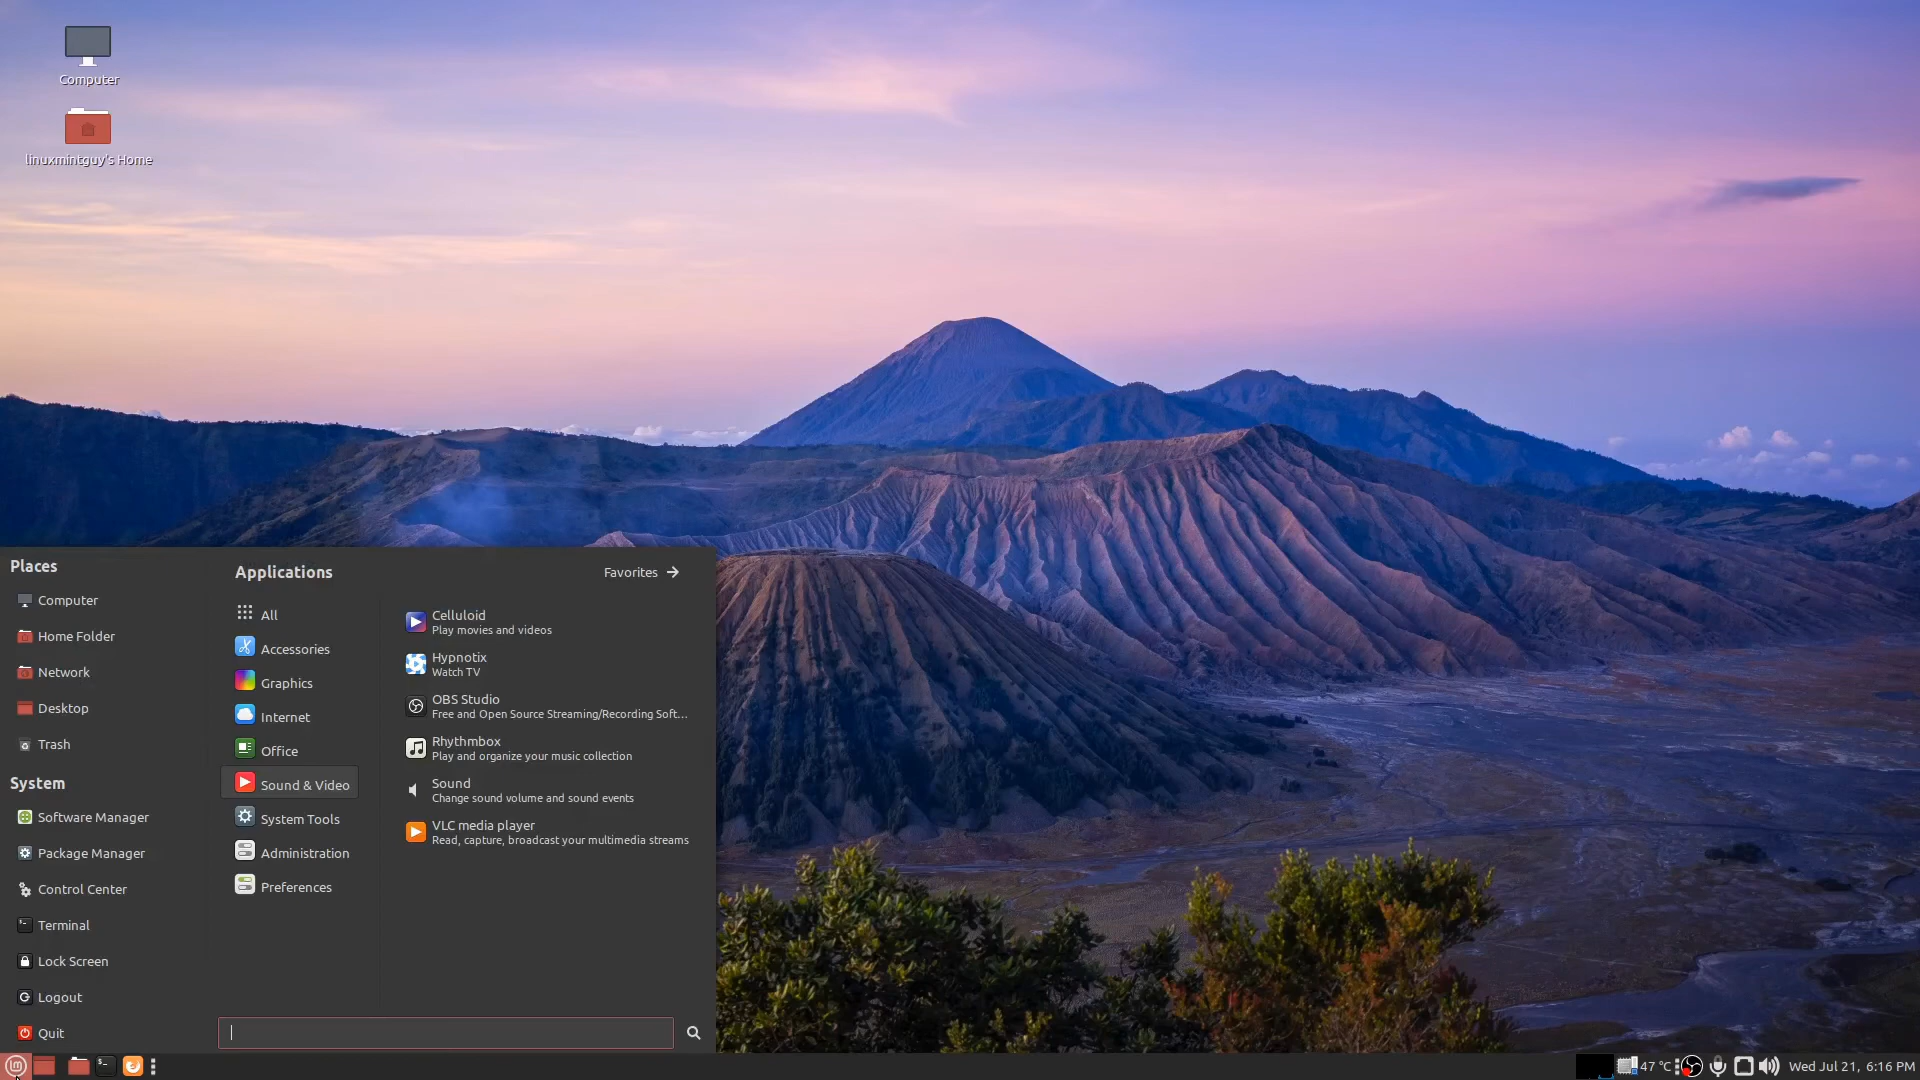 Computer
linuxmintguy's Home
Places
Computer
Home Folder
Network
Desktop
Trash
System
Software Manager
Package Manager
Control Center
Terminal
Lock Screen
Logout
Quit
Applications
Favorites
All
Accessories
Graphics
Internet
Office
Sound & Video
System Tools
Administration
Preferences
Celluloid
Play movies and videos
Hypnotix
Watch TV
OBS Studio
Free and Open Source Streaming/Recording Soft...
Rhythmbox
Play and organize your music collection
Sound
Change sound volume and sound events
VLC media player
Read, capture, broadcast your multimedia streams
47 °C
Wed Jul 21, 6:16 PM